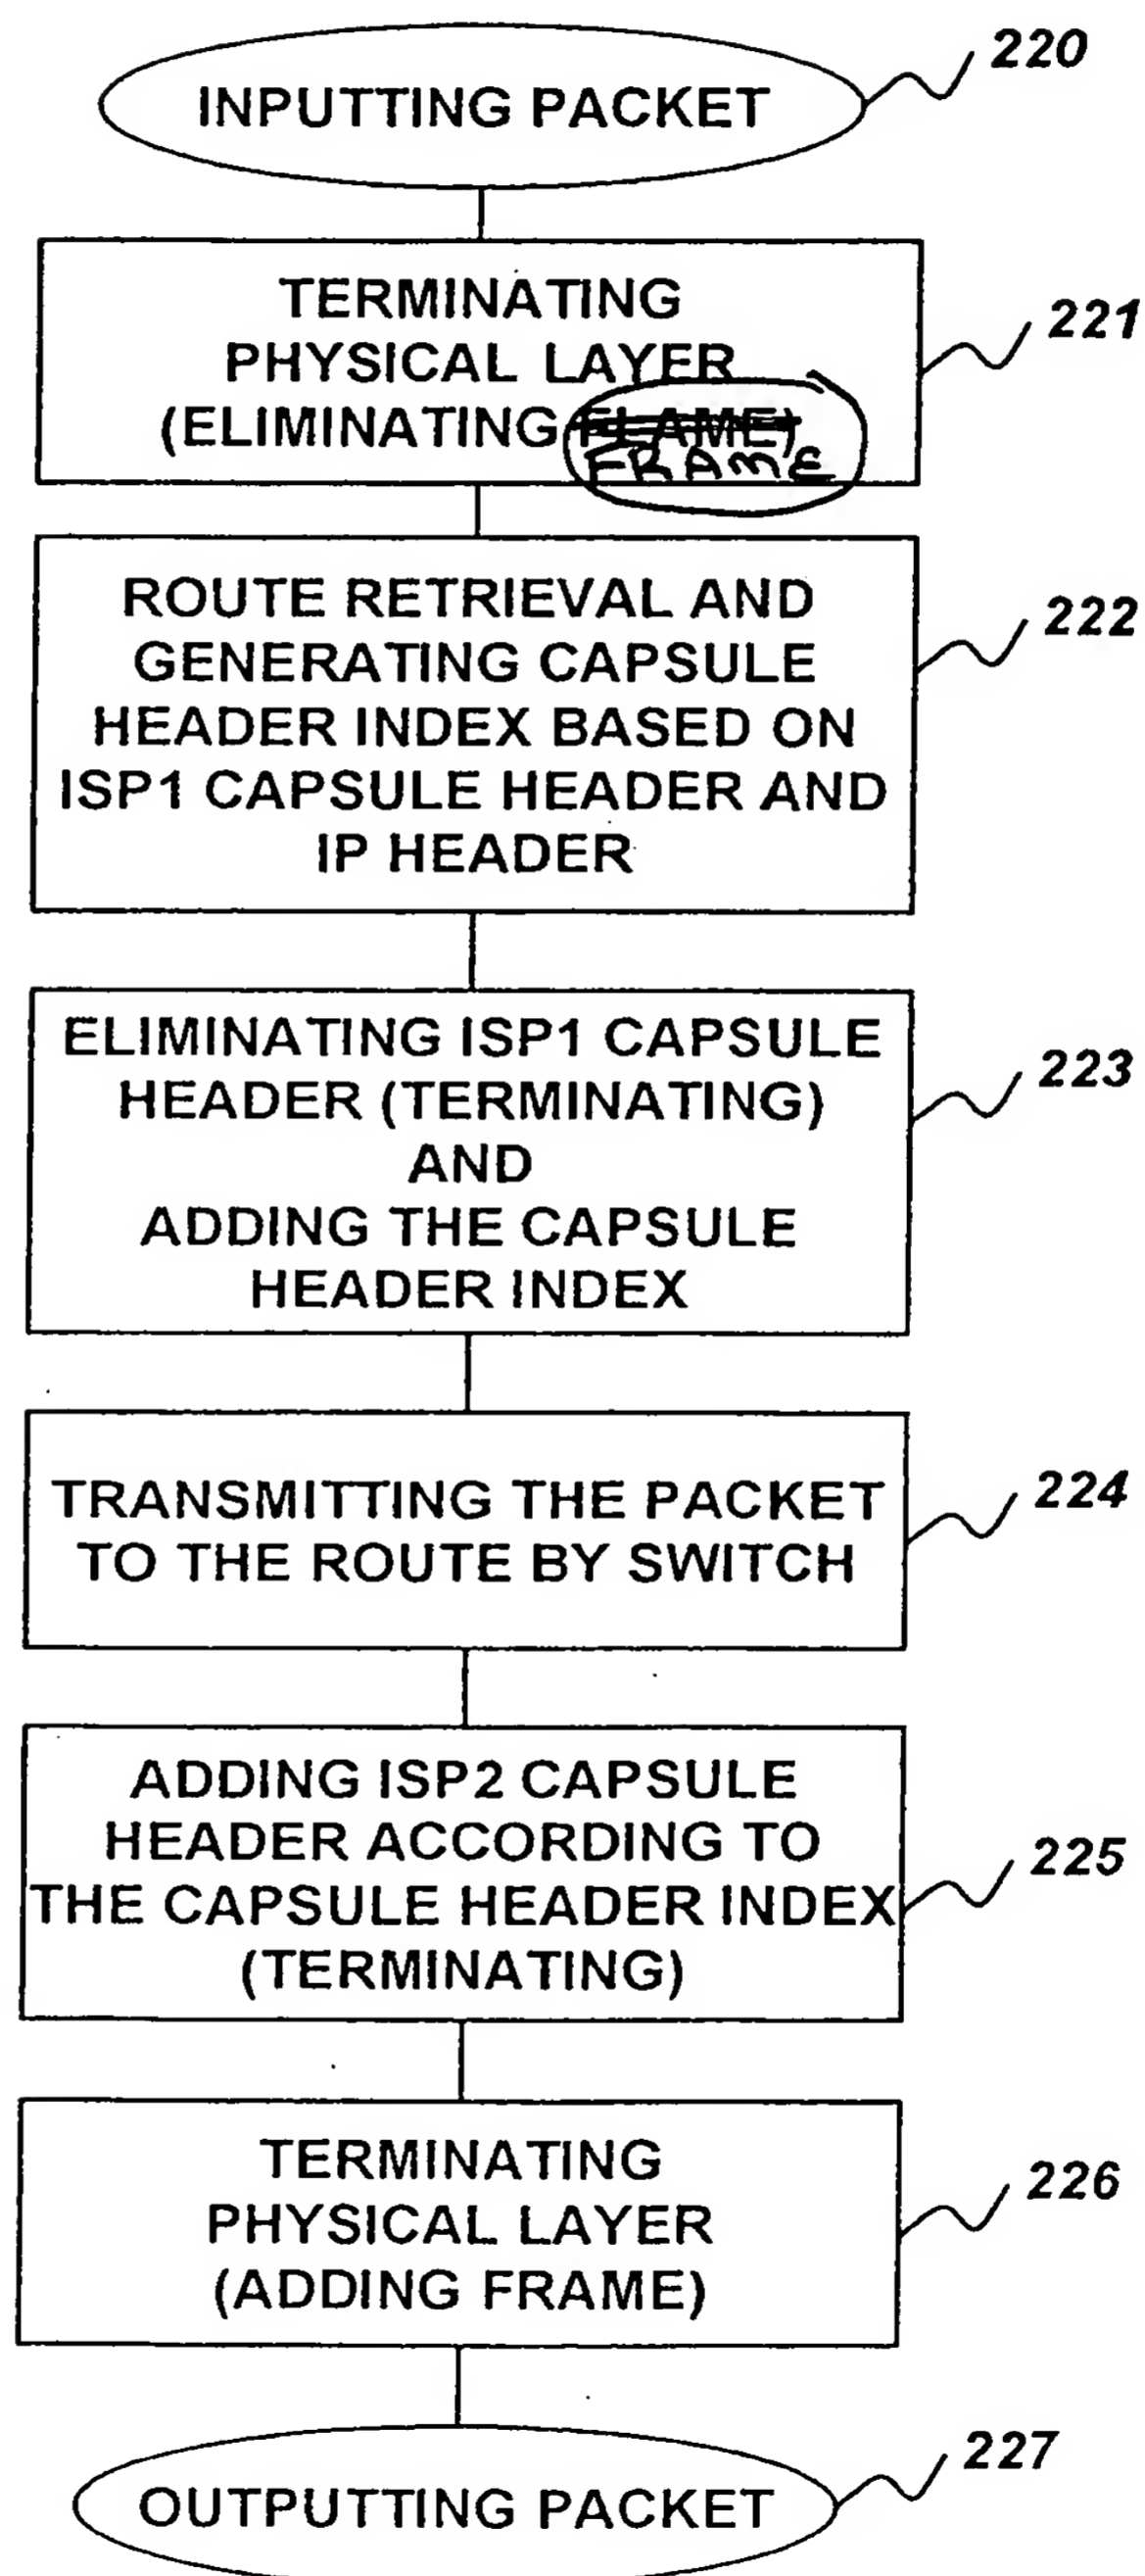 INPUTTING PACKET
220
TERMINATING
PHYSICAL LAYER
(ELIMINATING FLAME)
FRAME
221
ROUTE RETRIEVAL AND
GENERATING CAPSULE
HEADER INDEX BASED ON
ISP1 CAPSULE HEADER AND
IP HEADER
222
ELIMINATING ISP1 CAPSULE
HEADER (TERMINATING)
AND
ADDING THE CAPSULE
HEADER INDEX
223
TRANSMITTING THE PACKET
TO THE ROUTE BY SWITCH
224
ADDING ISP2 CAPSULE
HEADER ACCORDING TO
THE CAPSULE HEADER INDEX
(TERMINATING)
225
TERMINATING
PHYSICAL LAYER
(ADDING FRAME)
226
OUTPUTTING PACKET
227